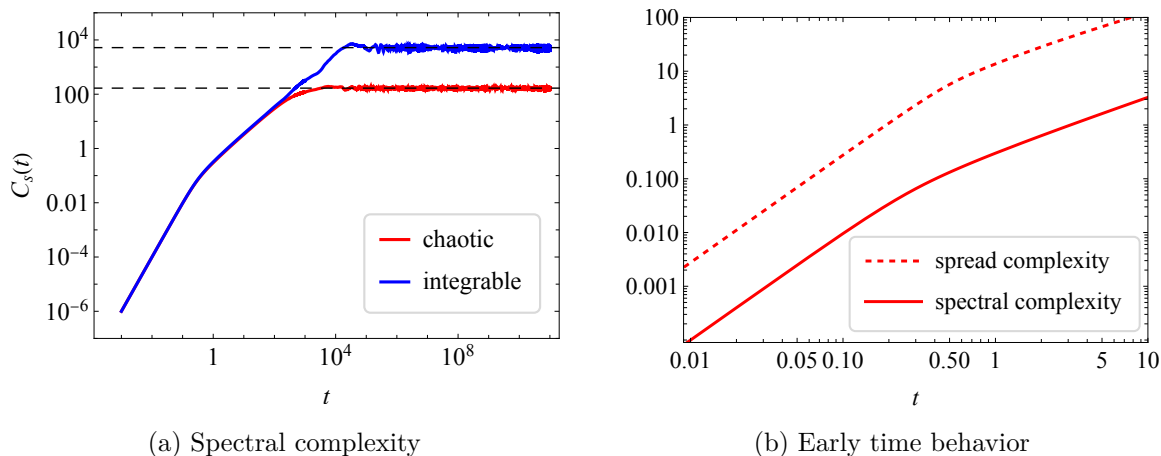 C_s(t)
10^4
100
1
0.01
10^-4
10^-6
1
10^4
10^8
t
chaotic
integrable
(a) Spectral complexity
100
10
1
0.100
0.010
0.001
0.01
0.05
0.10
0.50
1
5
10
t
spread complexity
spectral complexity
(b) Early time behavior